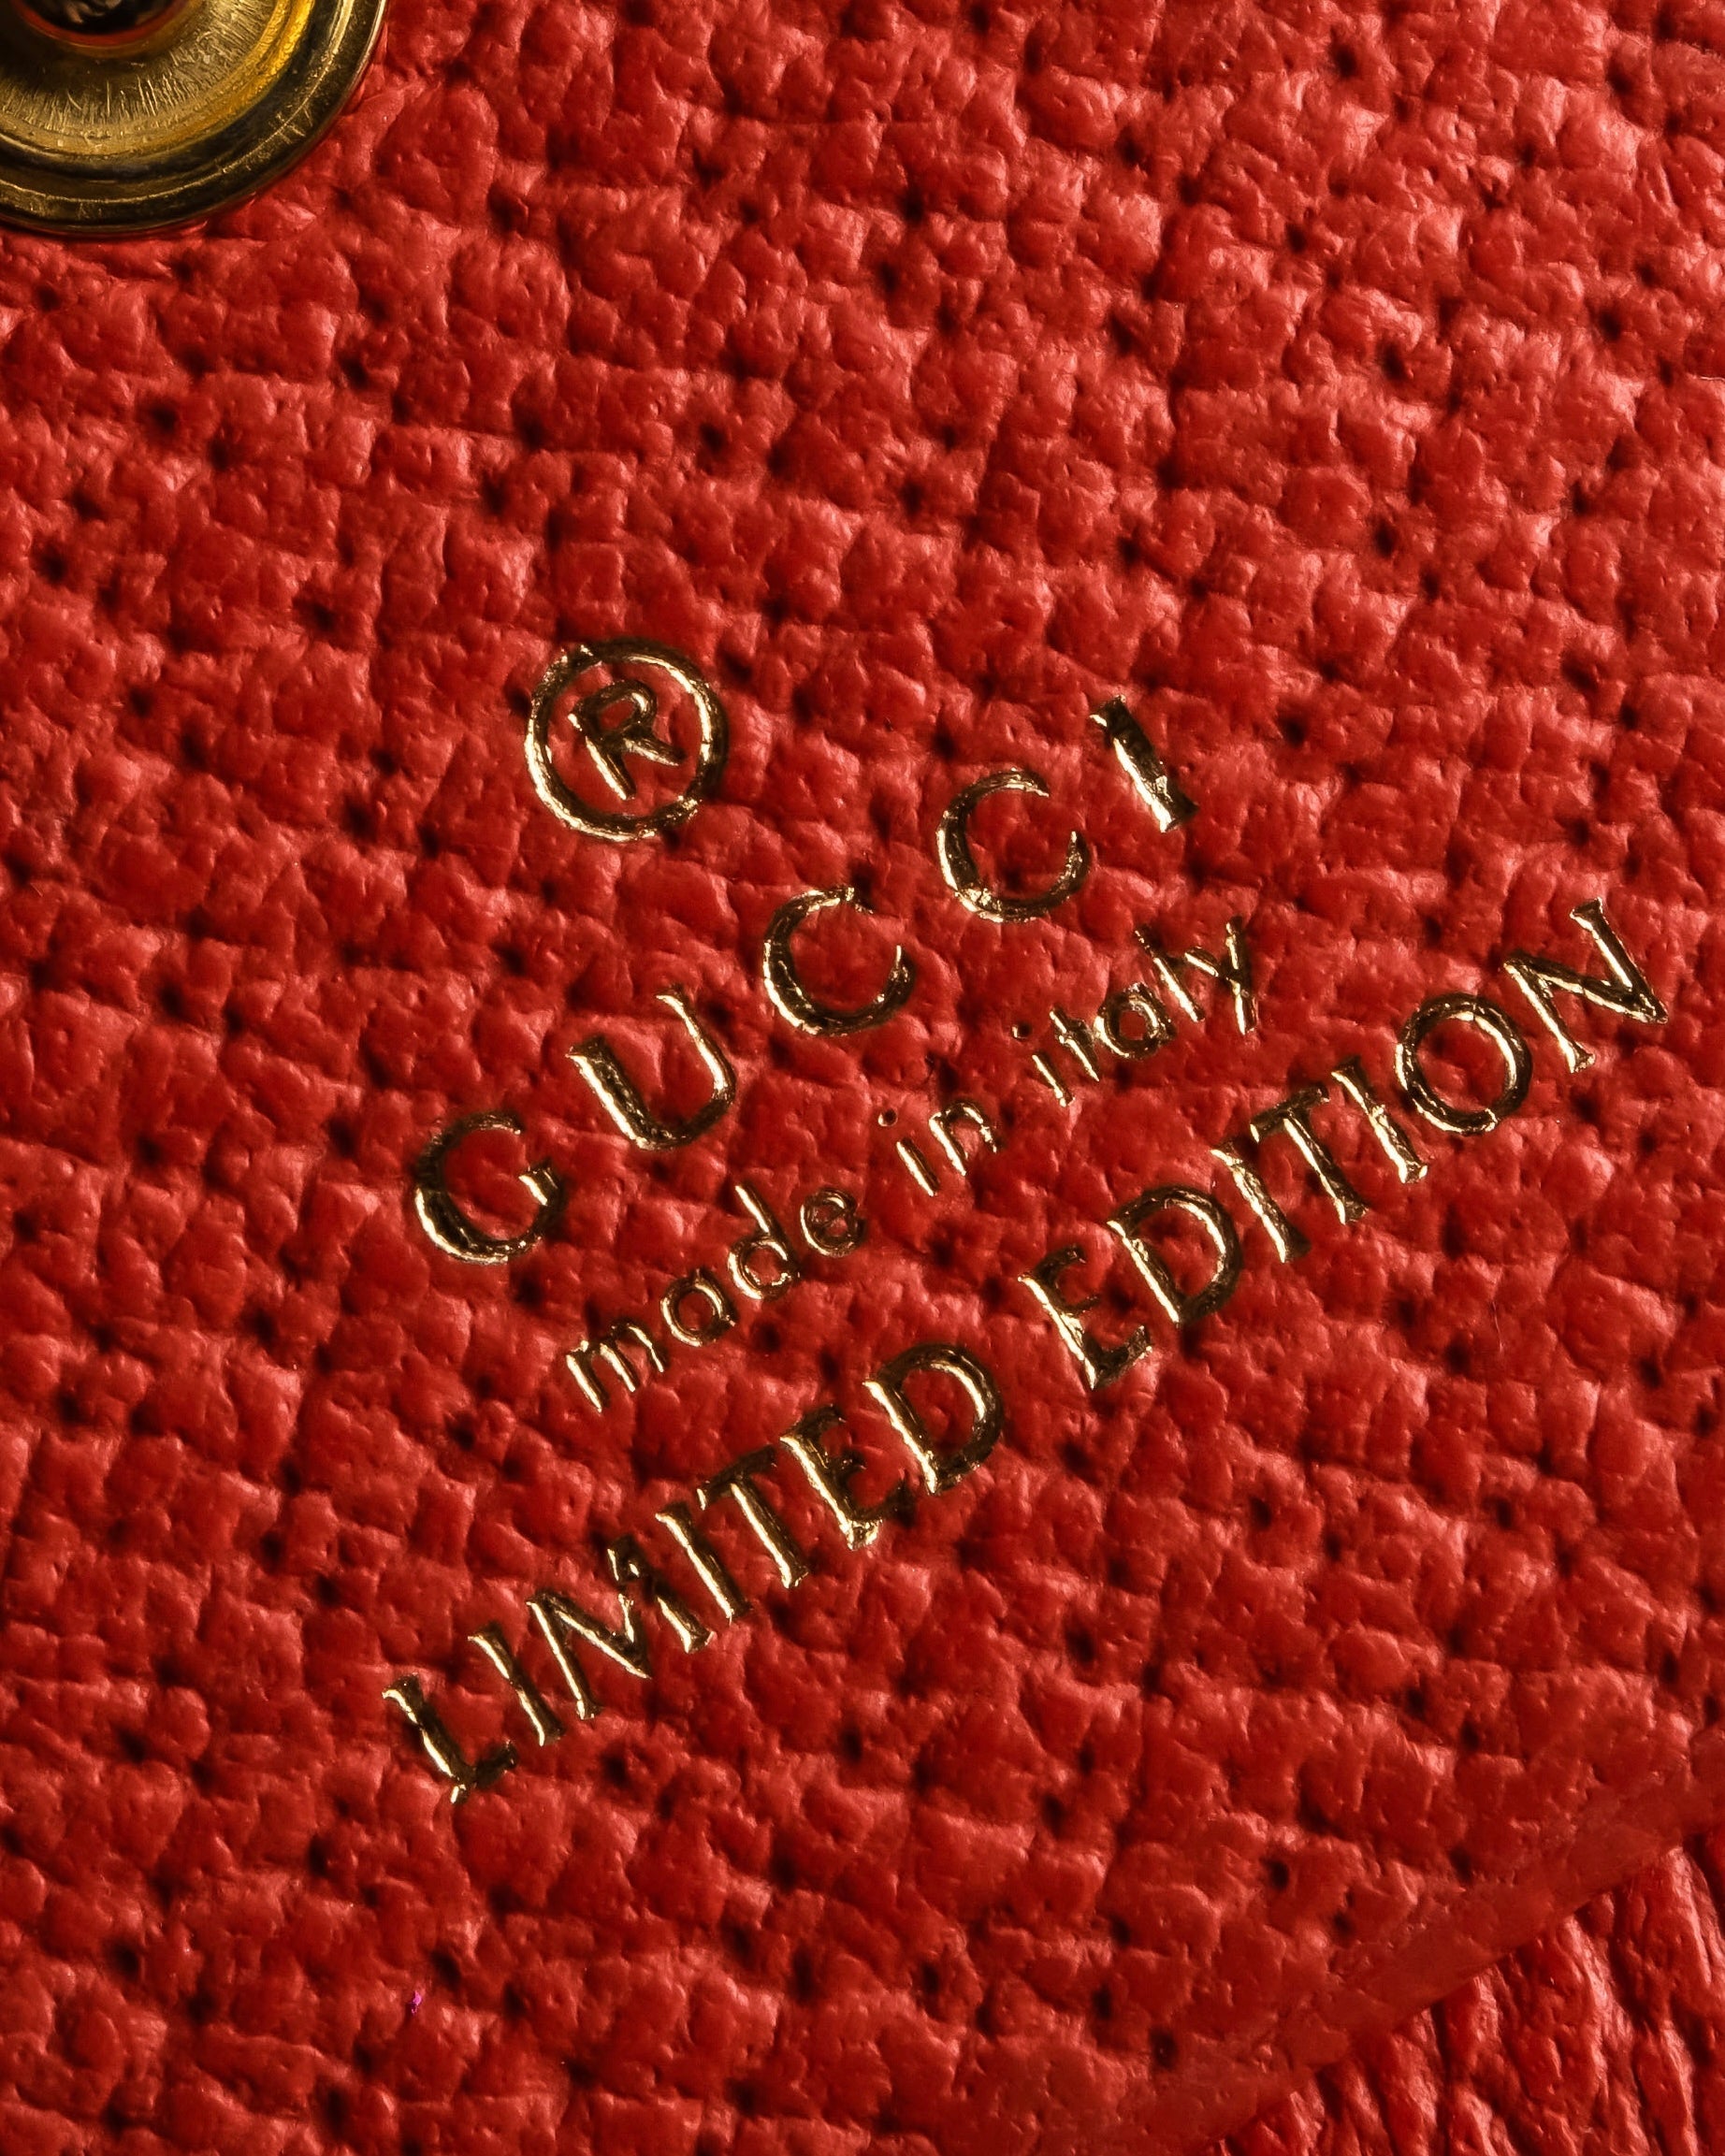 ®
GUCCI
made in italy
LIMITED EDITION